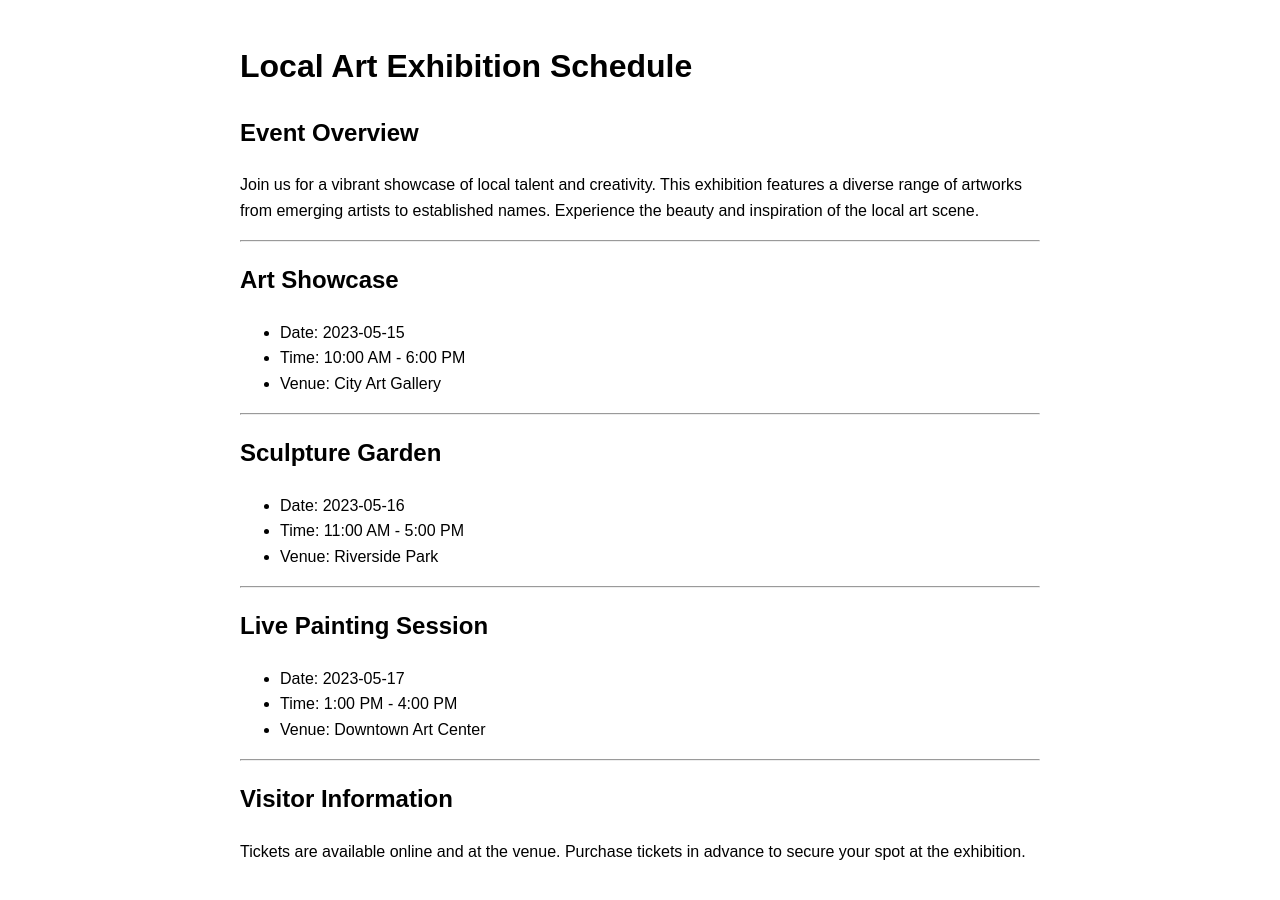 Local Art Exhibition Schedule
Event Overview
Join us for a vibrant showcase of local talent and creativity. This exhibition features a diverse range of artworks
from emerging artists to established names. Experience the beauty and inspiration of the local art scene.
Art Showcase
Date: 2023-05-15
Time: 10:00 AM - 6:00 PM
Venue: City Art Gallery
Sculpture Garden
Date: 2023-05-16
Time: 11:00 AM - 5:00 PM
Venue: Riverside Park
Live Painting Session
Date: 2023-05-17
Time: 1:00 PM - 4:00 PM
Venue: Downtown Art Center
Visitor Information
Tickets are available online and at the venue. Purchase tickets in advance to secure your spot at the exhibition.